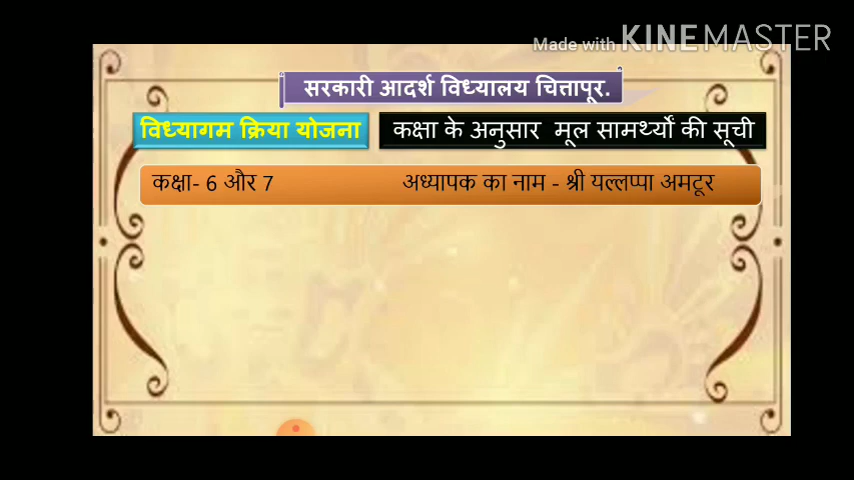 Made with KINEMASTER
सरकारी आदर्श विध्यालय चित्तापूर.
विध्यागम क्रिया योजना कक्षा के अनुसार मूल सामर्थ्यों की सूची
कक्षा- 6 और 7 अध्यापक का नाम - श्री यल्लप्पा अमटूर